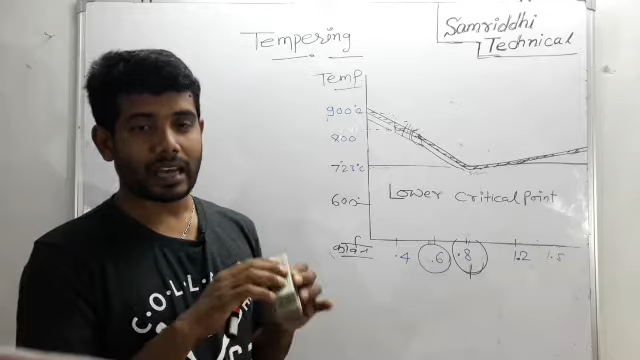 Tempering
Samriddhi
Technical
Temp
900°c
800
723°c
600
Lower Critical Point
कार्बन .4 .6 .8 1.2 1.5
C.O.L.L